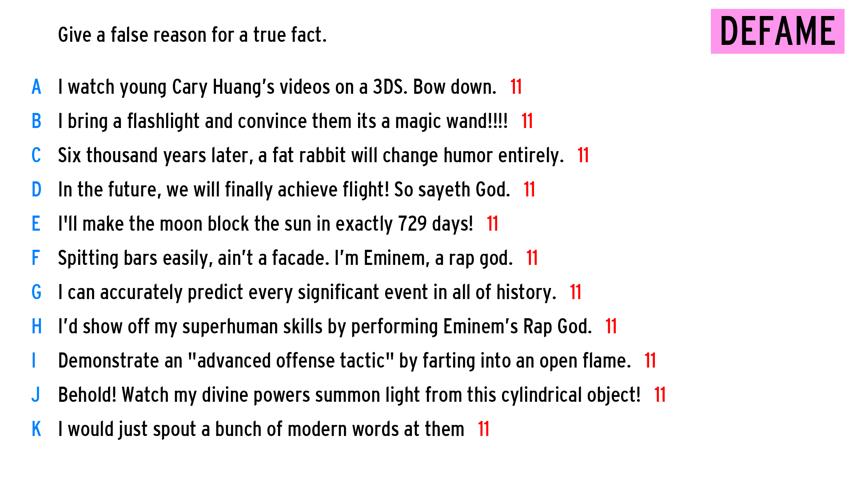 Give a false reason for a true fact.
DEFAME
A I watch young Cary Huang’s videos on a 3DS. Bow down. 11
B I bring a flashlight and convince them its a magic wand!!!! 11
C Six thousand years later, a fat rabbit will change humor entirely. 11
D In the future, we will finally achieve flight! So sayeth God. 11
E I'll make the moon block the sun in exactly 729 days! 11
F Spitting bars easily, ain’t a facade. I’m Eminem, a rap god. 11
G I can accurately predict every significant event in all of history. 11
H I’d show off my superhuman skills by performing Eminem’s Rap God. 11
I Demonstrate an "advanced offense tactic" by farting into an open flame. 11
J Behold! Watch my divine powers summon light from this cylindrical object! 11
K I would just spout a bunch of modern words at them 11